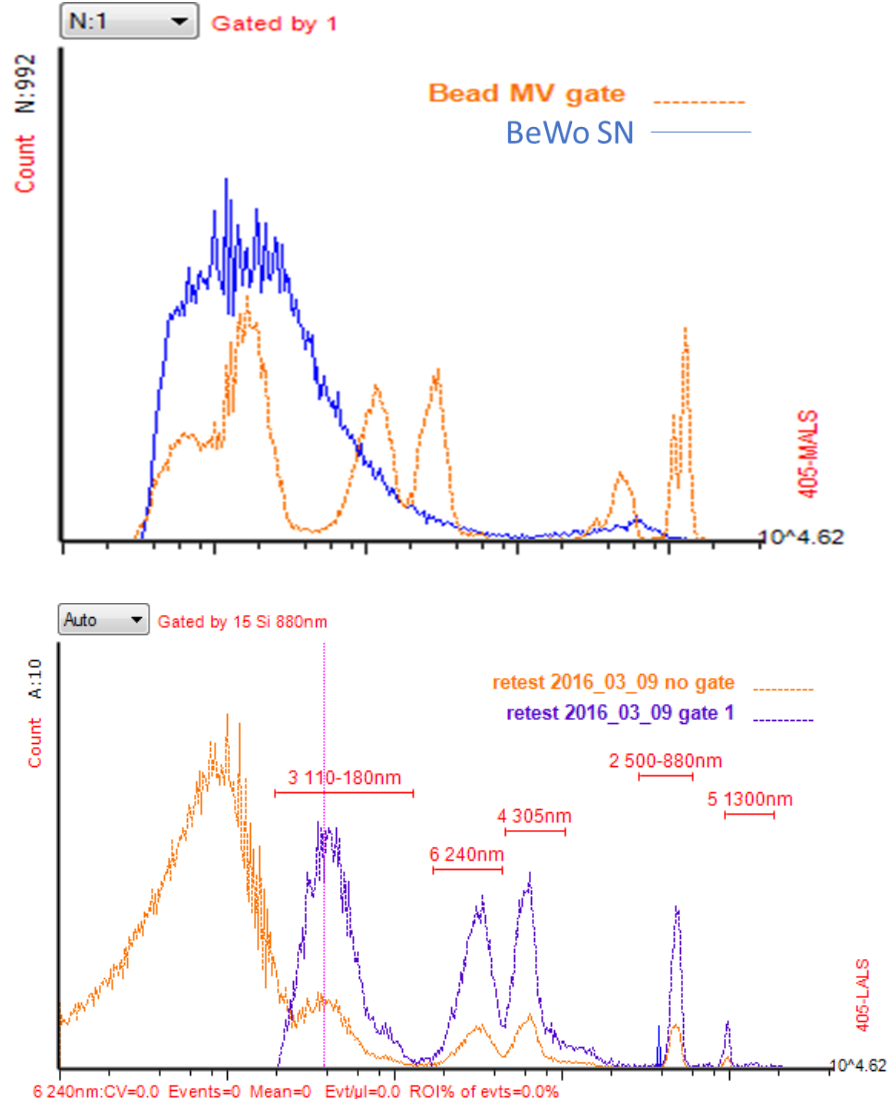 N:1
Gated by 1
Count N:992
Bead MV gate
BeWo SN
405-MALS
10^4.62
Auto
Gated by 15 Si 880nm
Count A:10
retest 2016_03_09 no gate
retest 2016_03_09 gate 1
2 500-880nm
3 110-180nm
5 1300nm
4 305nm
6 240nm
405-LALS
10^4.62
6 240nm:CV=0.0 Events=0 Mean=0 Evt/µl=0.0 ROI% of evts=0.0%